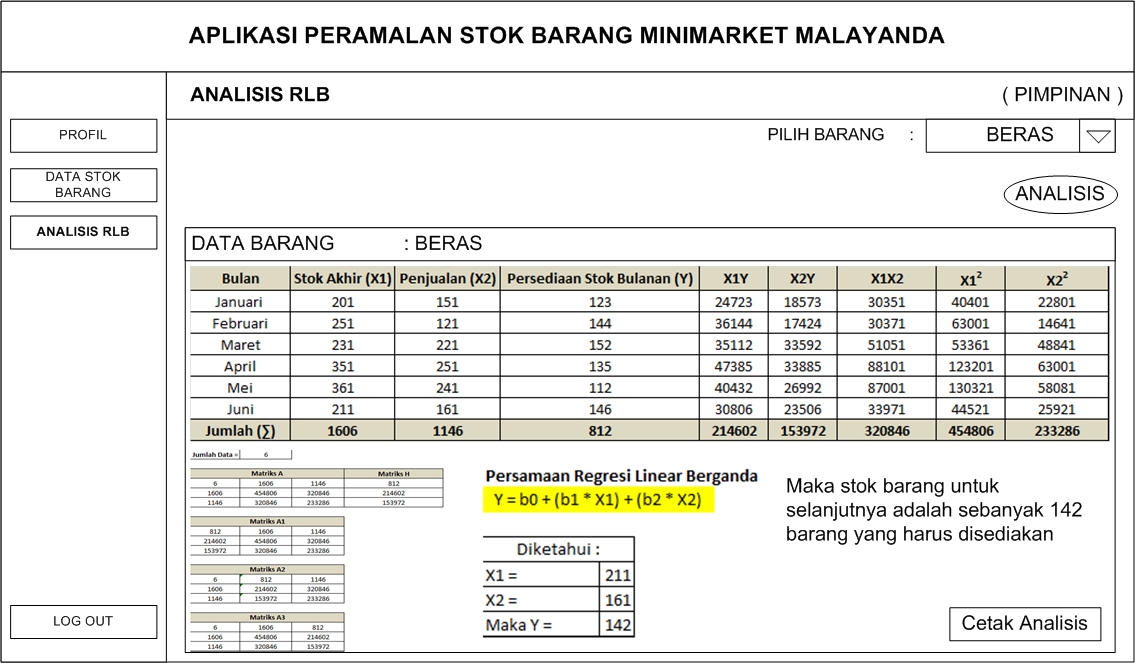 APLIKASI PERAMALAN STOK BARANG MINIMARKET MALAYANDA
ANALISIS RLB ( PIMPINAN )
PROFIL
DATA STOK
BARANG
ANALISIS RLB
LOG OUT
PILIH BARANG : BERAS
ANALISIS
DATA BARANG : BERAS
Bulan Stok Akhir (X1) Penjualan (X2) Persediaan Stok Bulanan (Y) X1Y X2Y X1X2 X1² X2²
Januari 201 151 123 24723 18573 30351 40401 22801
Februari 251 121 144 36144 17424 30371 63001 14641
Maret 231 221 152 35112 33592 51051 53361 48841
April 351 251 135 47385 33885 88101 123201 63001
Mei 361 241 112 40432 26992 87001 130321 58081
Juni 211 161 146 30806 23506 33971 44521 25921
Jumlah (∑) 1606 1146 812 214602 153972 320846 454806 233286
Jumlah Data = 6
Matriks A Matriks H
6 1606 1146 812
1606 454806 320846 214602
1146 320846 233286 153972
Matriks A1
812 1606 1146
214602 454806 320846
153972 320846 233286
Matriks A2
6 812 1146
1606 214602 320846
1146 153972 233286
Matriks A3
6 1606 812
1606 454806 214602
1146 320846 153972
Persamaan Regresi Linear Berganda
Y = b0 + (b1 * X1) + (b2 * X2)
Diketahui :
X1 = 211
X2 = 161
Maka Y = 142
Maka stok barang untuk
selanjutnya adalah sebanyak 142
barang yang harus disediakan
Cetak Analisis